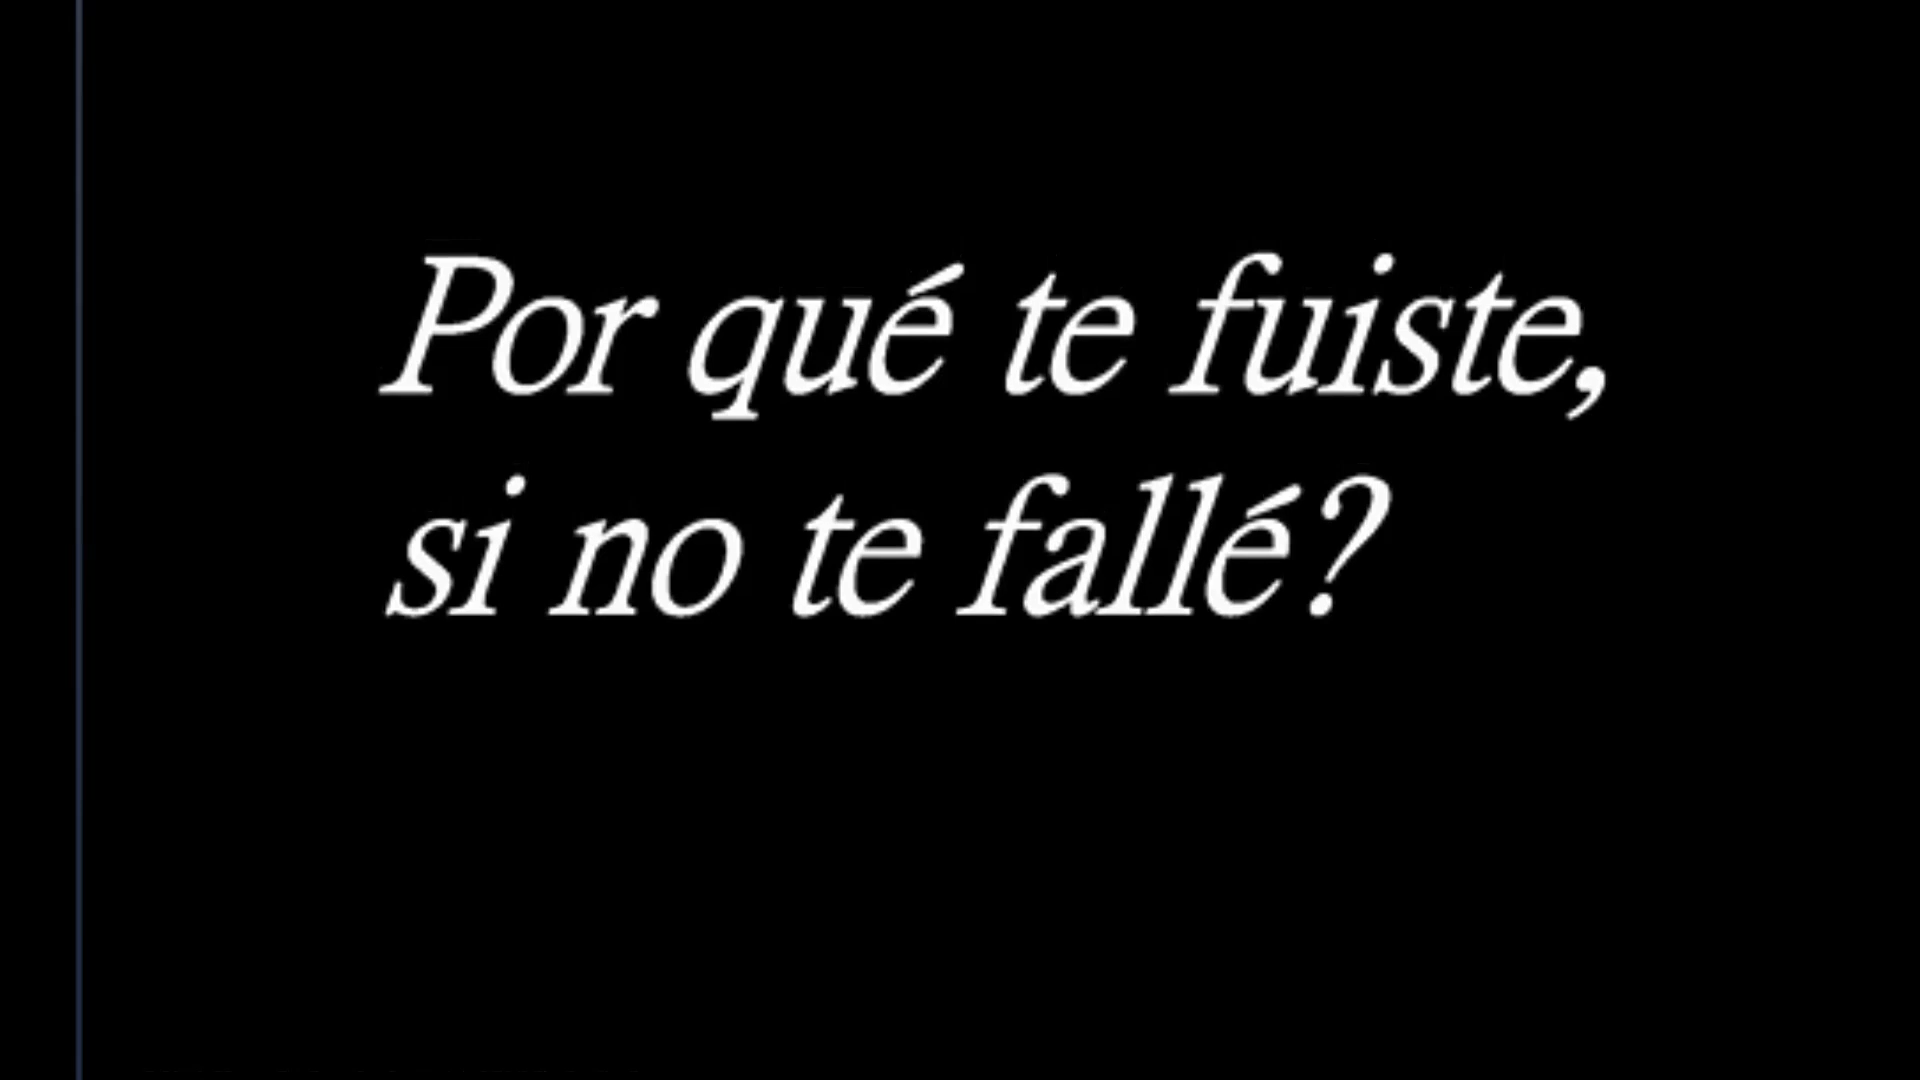 Por qué te fuiste,
si no te fallé?